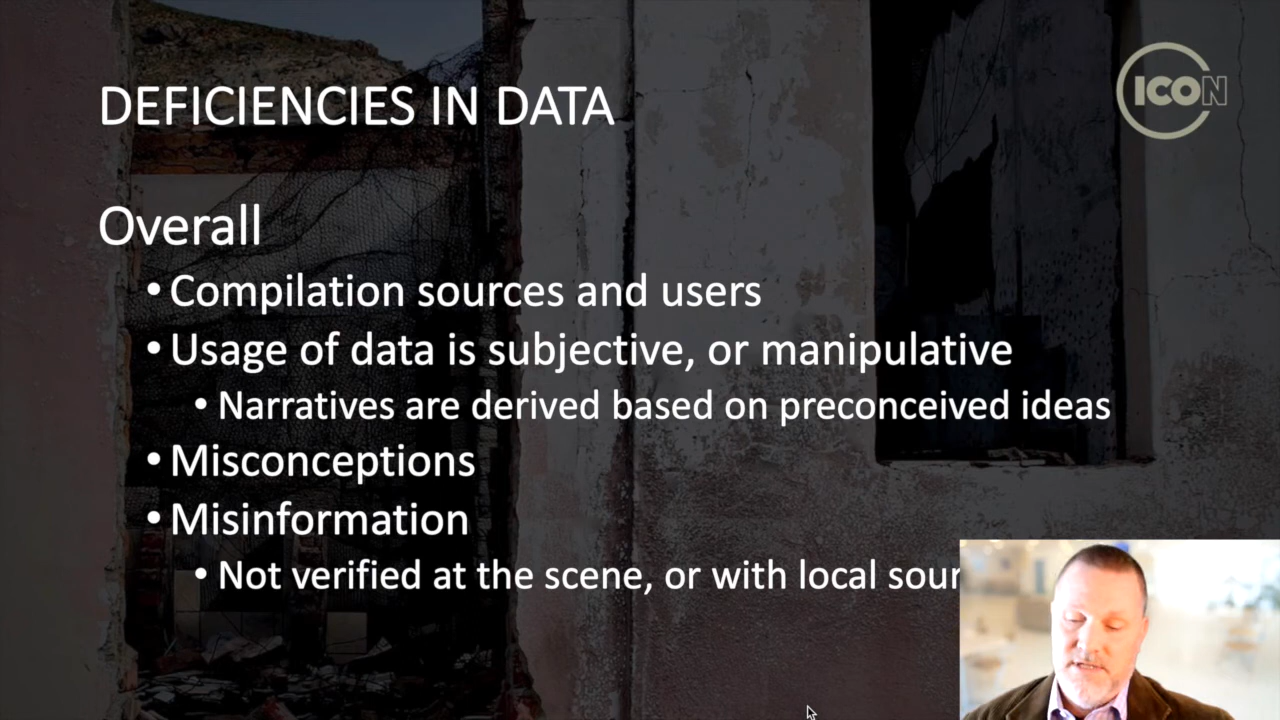 ICON
DEFICIENCIES IN DATA
Overall
• Compilation sources and users
• Usage of data is subjective, or manipulative
• Narratives are derived based on preconceived ideas
• Misconceptions
• Misinformation
• Not verified at the scene, or with local